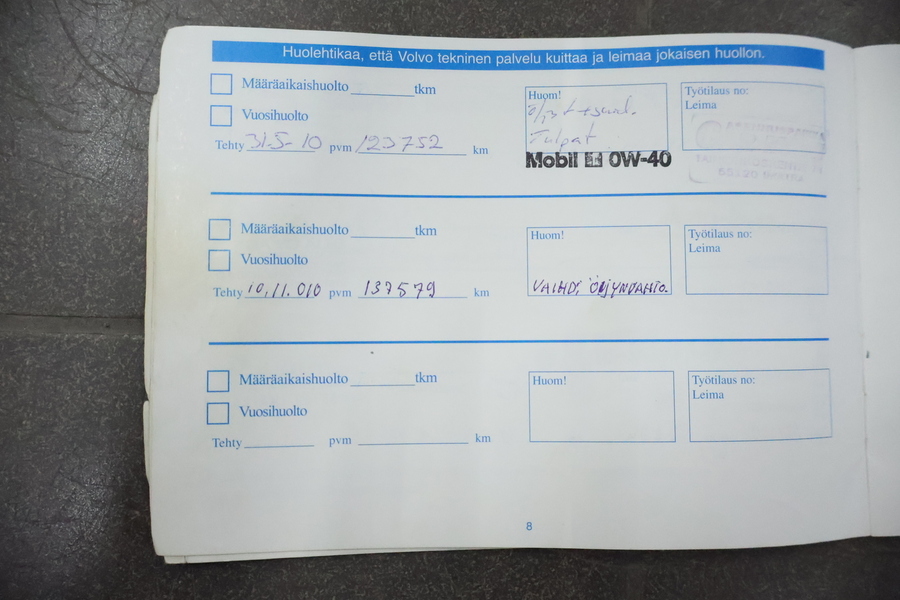 Huolehtikaa, että Volvo tekninen palvelu kuittaa ja leimaa jokaisen huollon.
Määräaikaishuolto tkm
Vuosihuolto
Tehty 31.5-10 pvm 123752 km
Huom!
Tulpat
Mobil 1 0W-40
Työtilaus no:
Leima
Määräaikaishuolto tkm
Vuosihuolto
Tehty 10.11.010 pvm 137579 km
Huom!
VAIHD.
Työtilaus no:
Leima
Määräaikaishuolto tkm
Vuosihuolto
Tehty pvm km
Huom!
Työtilaus no:
Leima
8